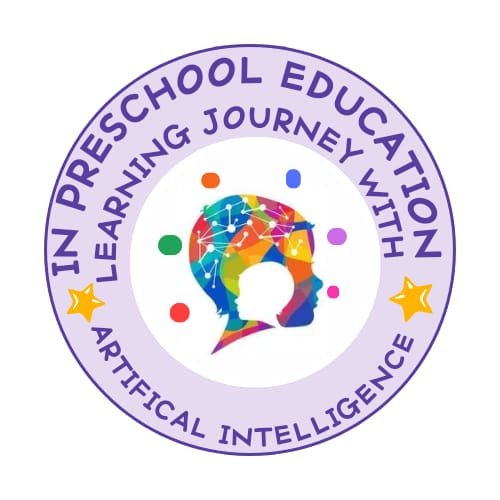 IN PRESCHOOL EDUCATION
LEARNING JOURNEY WITH
ARTIFICAL INTELLIGENCE